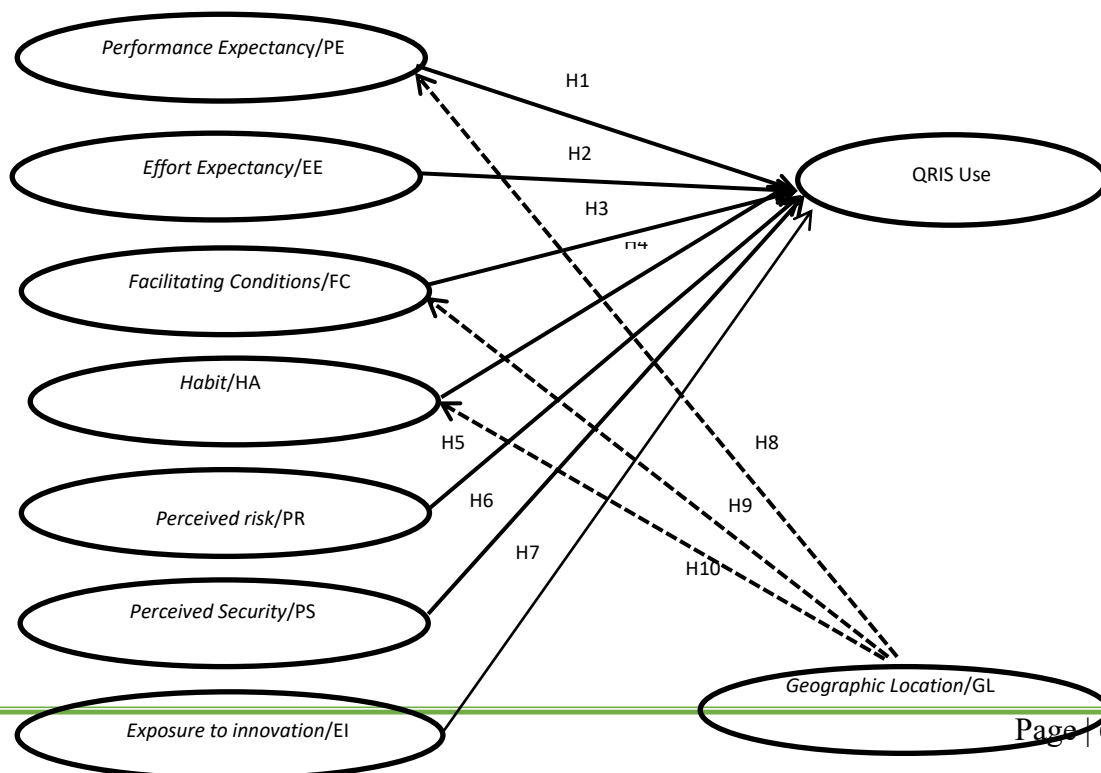 Performance Expectancy/PE
H1
H2
Effort Expectancy/EE
QRIS Use
H3
H4
Facilitating Conditions/FC
Habit/HA
H5
H8
H6
H9
Perceived risk/PR
H7
H10
Perceived Security/PS
Geographic Location/GL
Exposure to innovation/EI
Page |